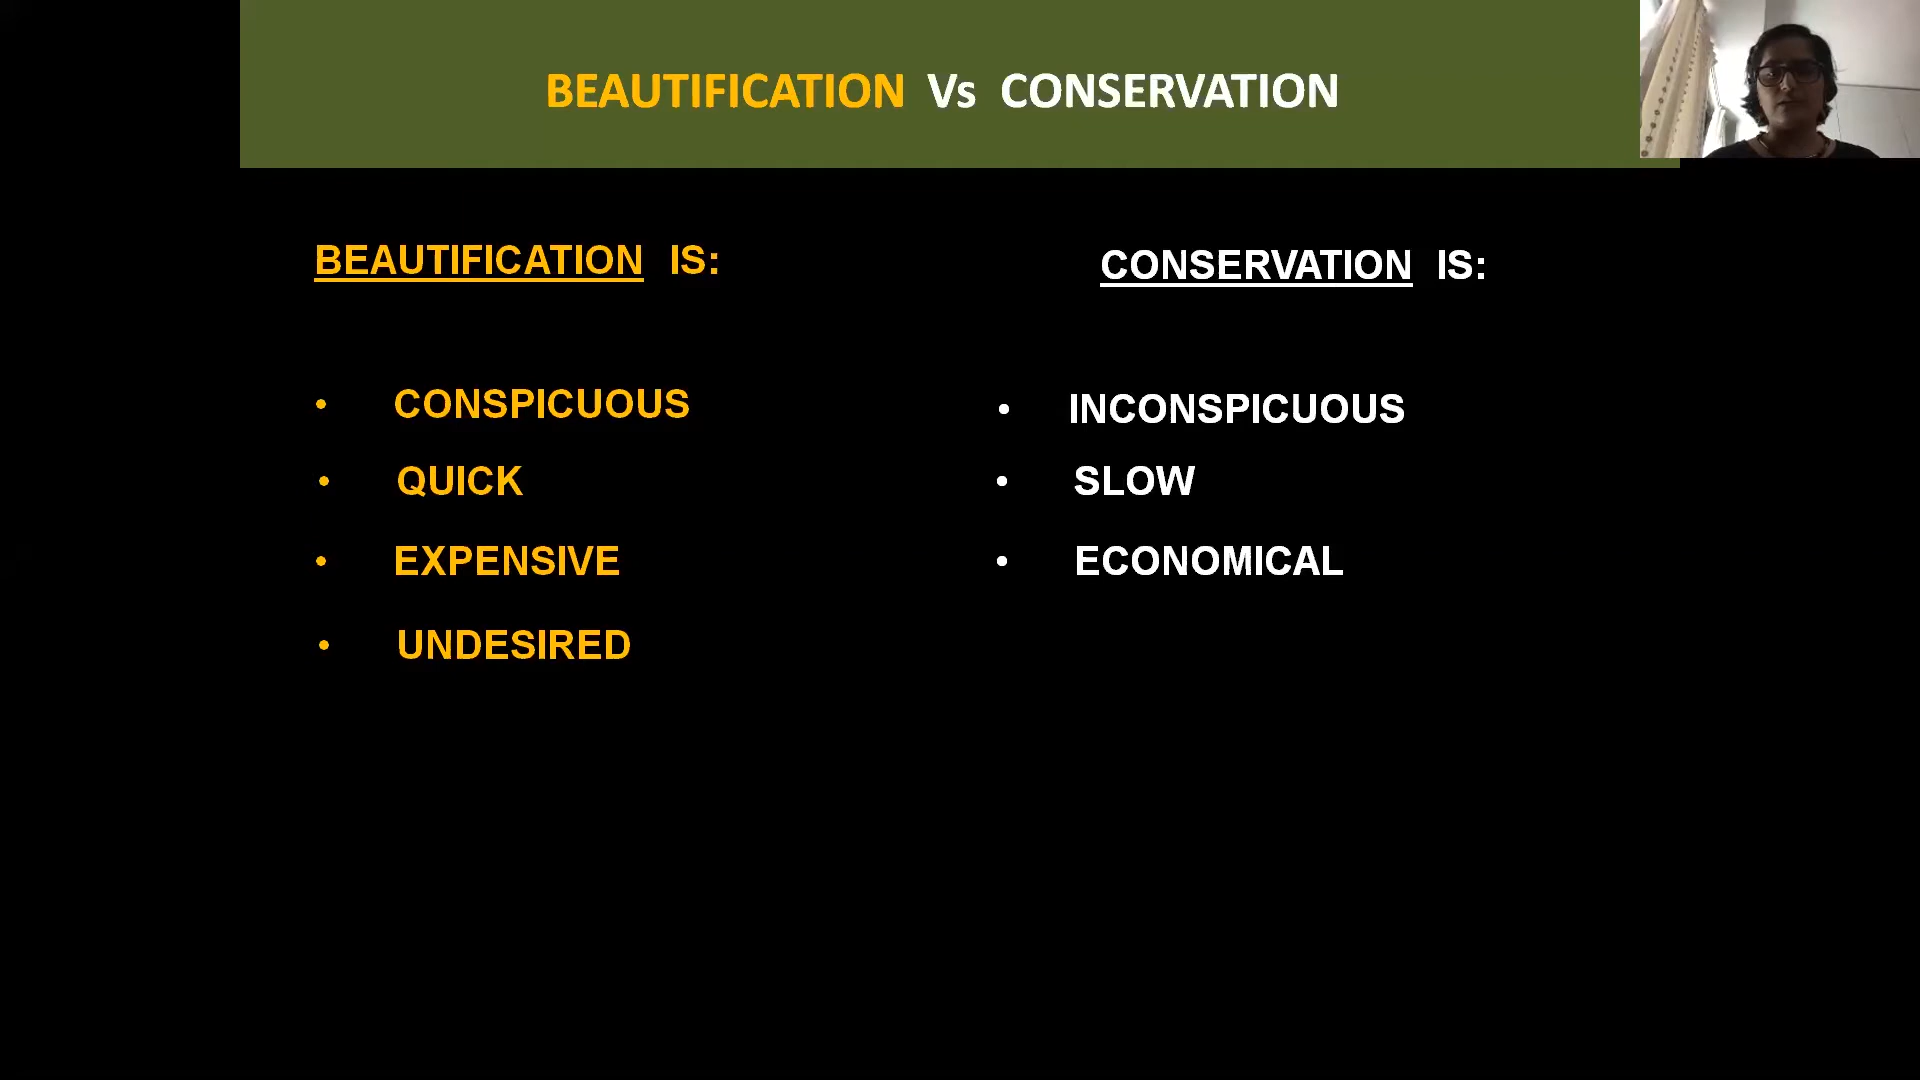 BEAUTIFICATION Vs CONSERVATION
BEAUTIFICATION IS:
• CONSPICUOUS
• QUICK
• EXPENSIVE
• UNDESIRED
CONSERVATION IS:
• INCONSPICUOUS
• SLOW
• ECONOMICAL